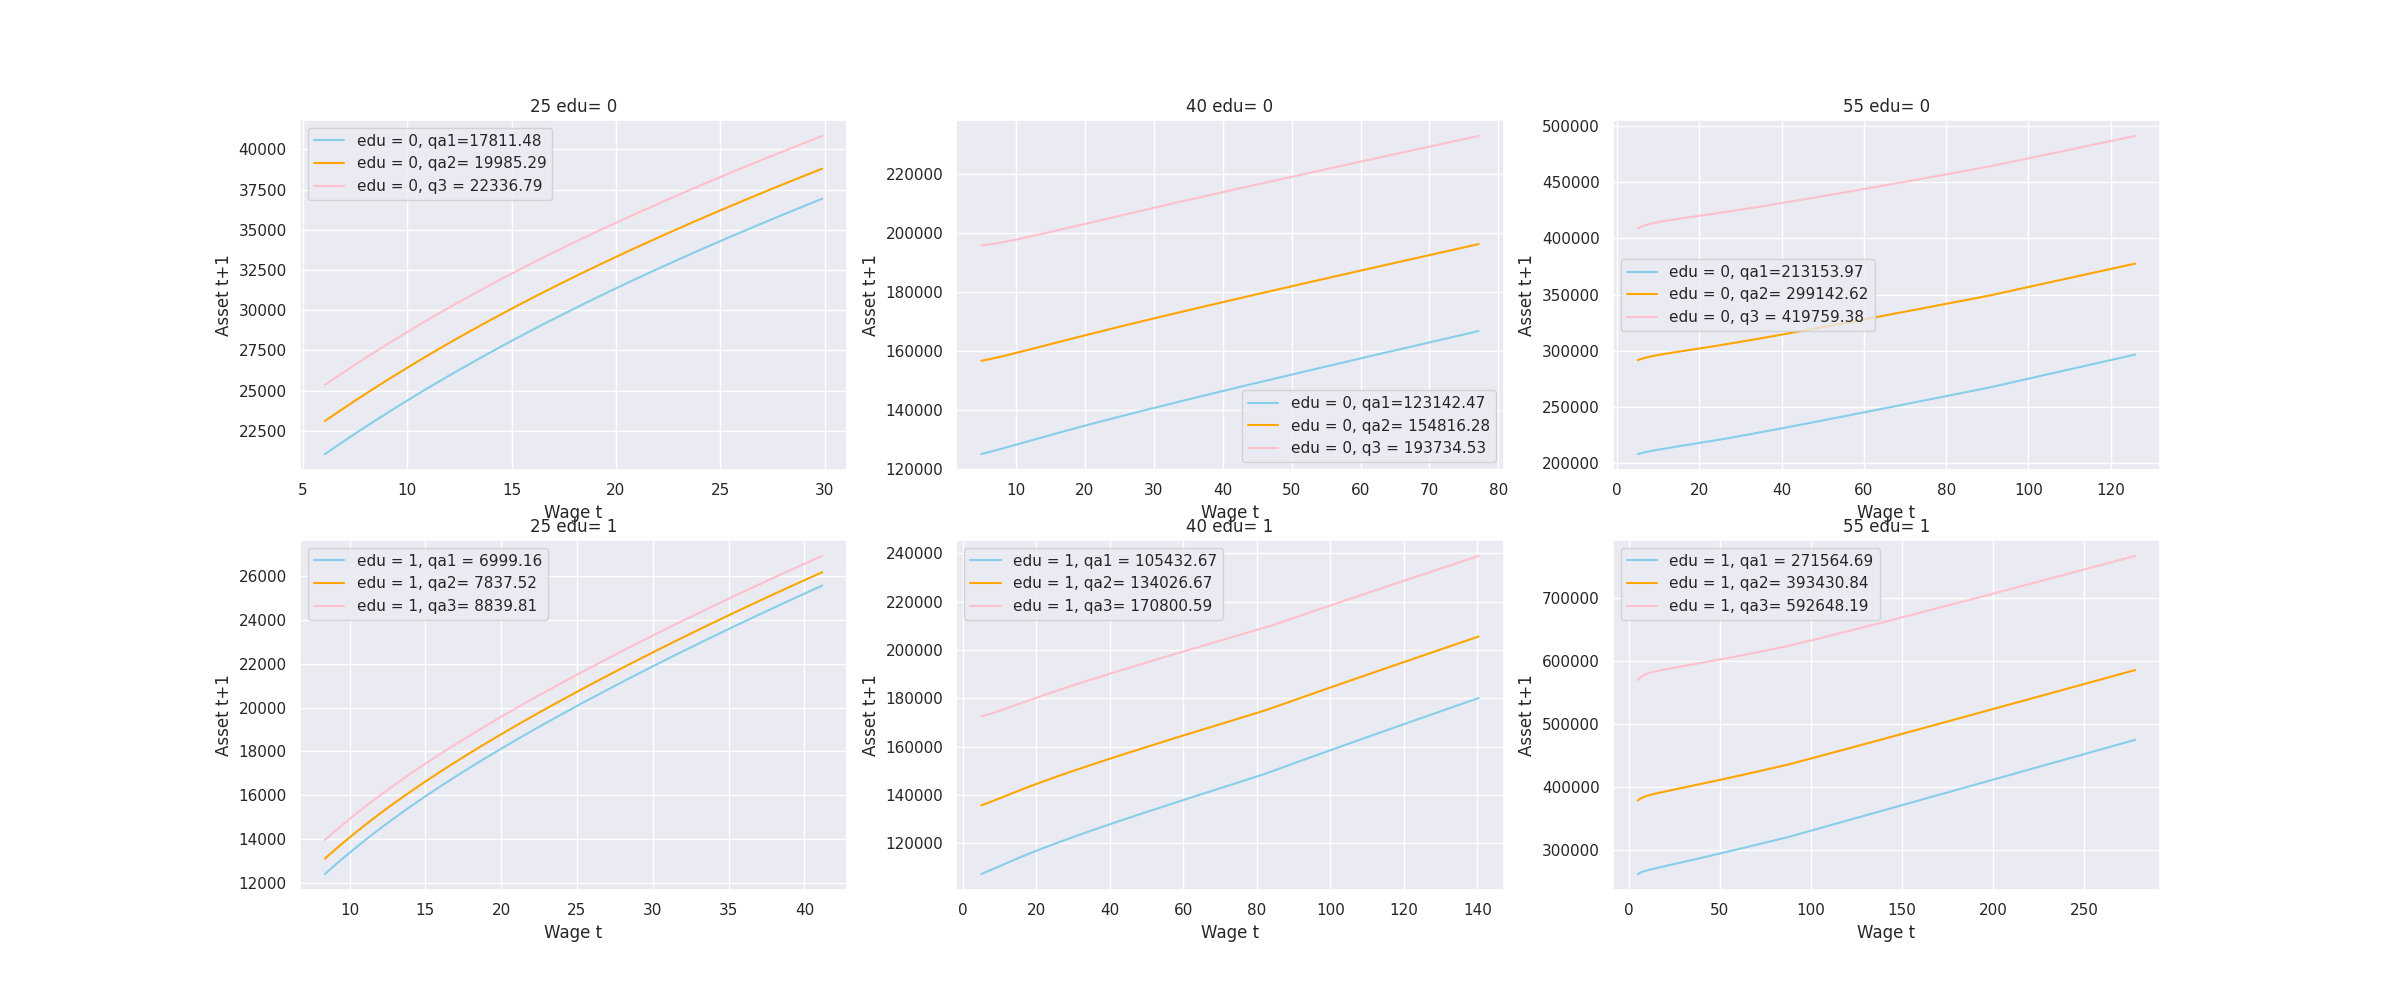 25 edu= 0
edu = 0, qa1=17811.48
edu = 0, qa2= 19985.29
edu = 0, q3 = 22336.79
40000
37500
35000
32500
30000
27500
25000
22500
Asset t+1
5 10 15 20 25 30
Wage t
40 edu= 0
220000
200000
180000
160000
140000
120000
Asset t+1
edu = 0, qa1=123142.47
edu = 0, qa2= 154816.28
edu = 0, q3 = 193734.53
10 20 30 40 50 60 70 80
Wage t
55 edu= 0
500000
450000
400000
350000
300000
250000
200000
Asset t+1
edu = 0, qa1=213153.97
edu = 0, qa2= 299142.62
edu = 0, q3 = 419759.38
0 20 40 60 80 100 120
Wage t
25 edu= 1
edu = 1, qa1 = 6999.16
edu = 1, qa2= 7837.52
edu = 1, qa3= 8839.81
26000
24000
22000
20000
18000
16000
14000
12000
Asset t+1
10 15 20 25 30 35 40
Wage t
40 edu= 1
edu = 1, qa1 = 105432.67
edu = 1, qa2= 134026.67
edu = 1, qa3= 170800.59
240000
220000
200000
180000
160000
140000
120000
Asset t+1
0 20 40 60 80 100 120 140
Wage t
55 edu= 1
edu = 1, qa1 = 271564.69
edu = 1, qa2= 393430.84
edu = 1, qa3= 592648.19
700000
600000
500000
400000
300000
Asset t+1
0 50 100 150 200 250
Wage t